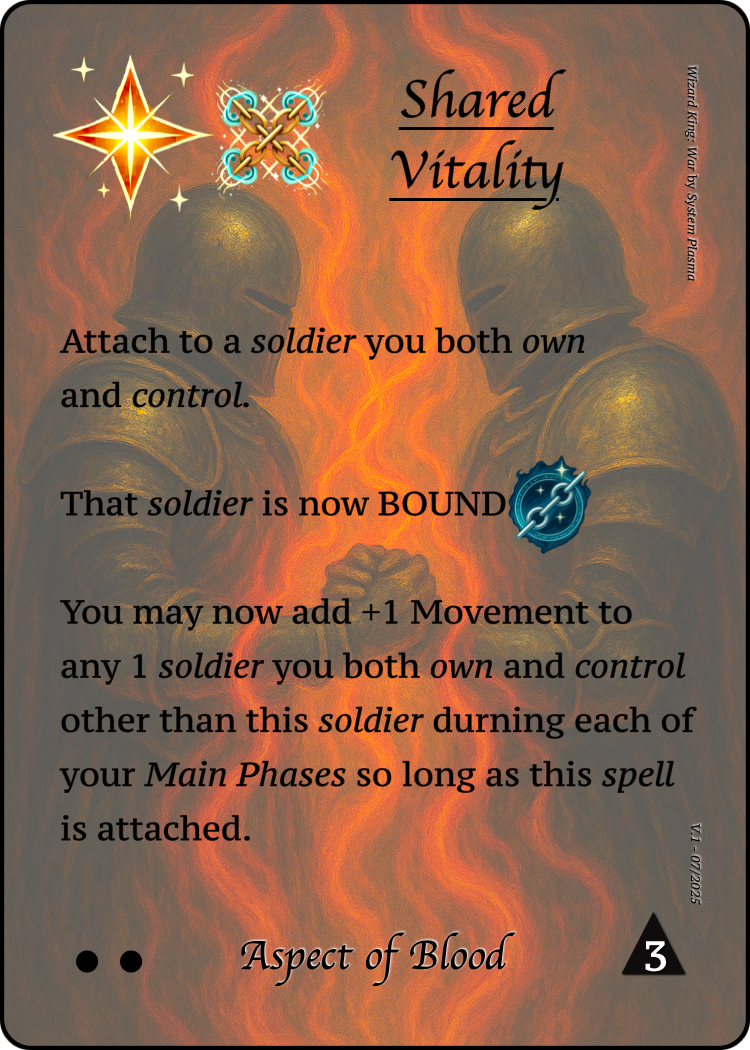 Shared
Vitality
Wizard King: War by System Plasma
Attach to a soldier you both own
and control.
That soldier is now BOUND
You may now add +1 Movement to
any 1 soldier you both own and control
other than this soldier durning each of
your Main Phases so long as this spell
is attached.
V.1 - 07/2025
Aspect of Blood
3